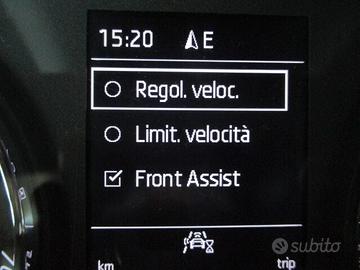 15:20 E
Regol. veloc.
Limit. velocità
Front Assist
km trip
subito